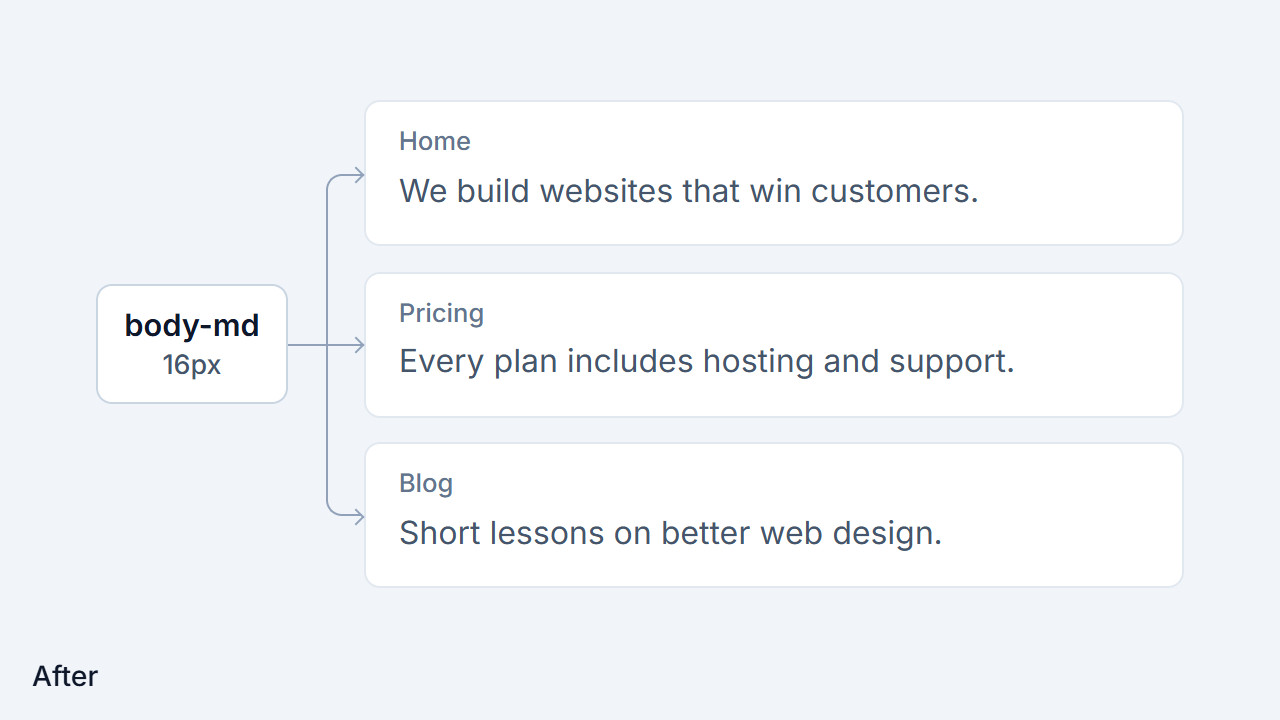 Home
We build websites that win customers.
body-md
16px
Pricing
Every plan includes hosting and support.
Blog
Short lessons on better web design.
After